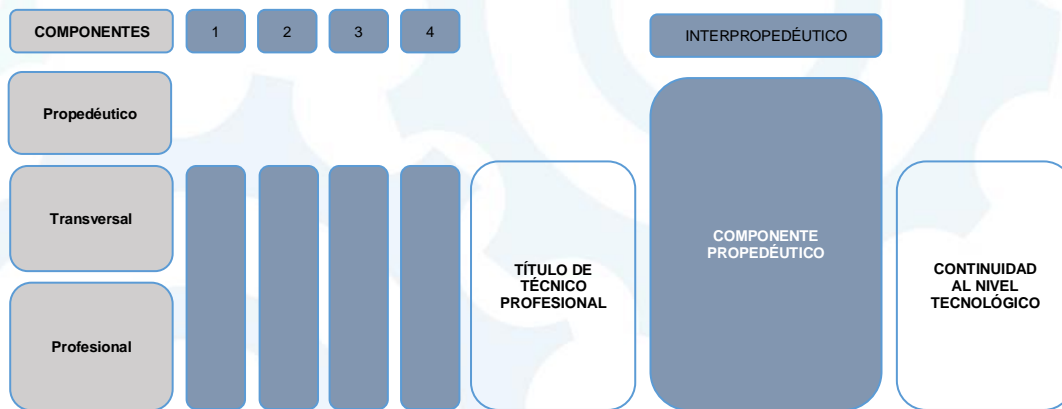 COMPONENTES
1
2
3
4
INTERPROPEDÉUTICO
Propedéutico
Transversal
Profesional
TÍTULO DE
TÉCNICO
PROFESIONAL
COMPONENTE
PROPEDÉUTICO
CONTINUIDAD
AL NIVEL
TECNOLÓGICO